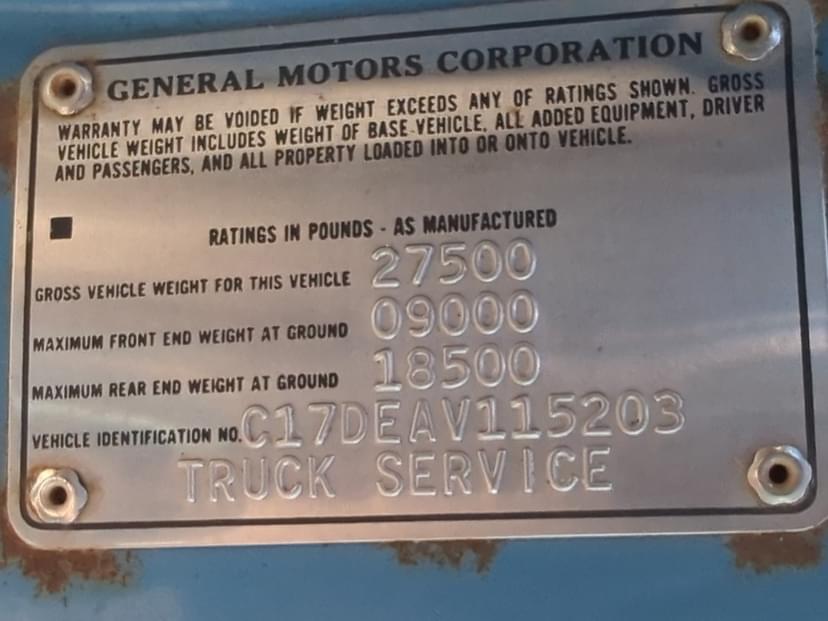 GENERAL MOTORS CORPORATION
WARRANTY MAY BE VOIDED IF WEIGHT EXCEEDS ANY OF RATINGS SHOWN. GROSS
VEHICLE WEIGHT INCLUDES WEIGHT OF BASE VEHICLE, ALL ADDED EQUIPMENT, DRIVER
AND PASSENGERS, AND ALL PROPERTY LOADED INTO OR ONTO VEHICLE.
RATINGS IN POUNDS - AS MANUFACTURED
GROSS VEHICLE WEIGHT FOR THIS VEHICLE 27500
MAXIMUM FRONT END WEIGHT AT GROUND 09000
MAXIMUM REAR END WEIGHT AT GROUND 18500
VEHICLE IDENTIFICATION NO. C17DEAV115203
TRUCK SERVICE